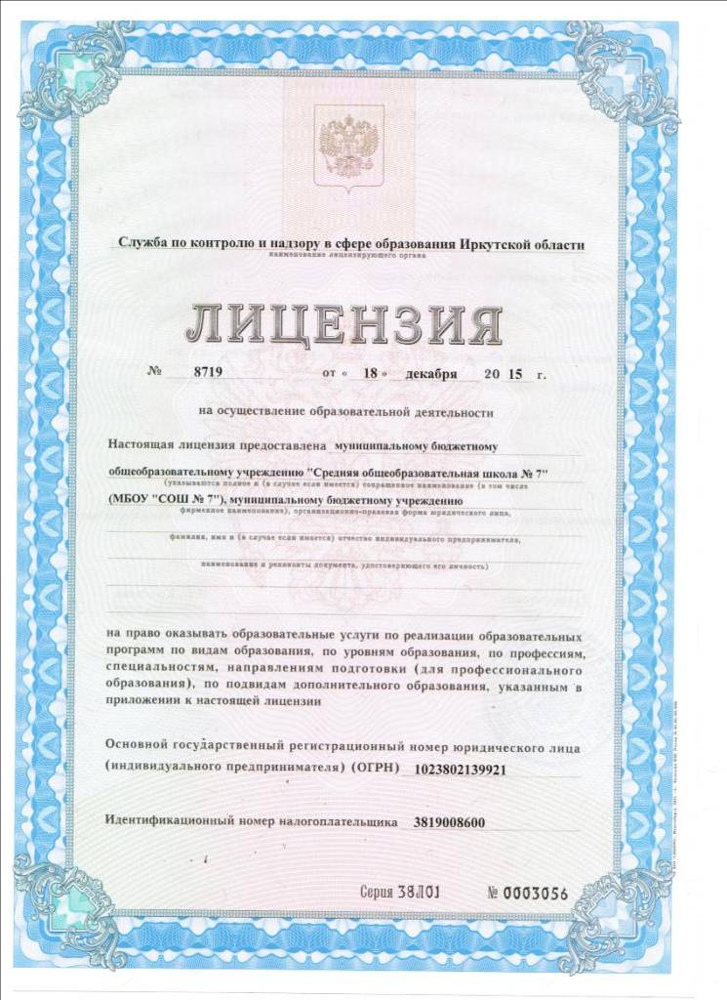 Служба по контролю и надзору в сфере образования Иркутской области
наименование лицензирующего органа
ЛИЦЕНЗИЯ
№ 8719 от « 18 » декабря 20 15 г.
на осуществление образовательной деятельности
Настоящая лицензия предоставлена муниципальному бюджетному
общеобразовательному учреждению "Средняя общеобразовательная школа № 7"
(указываются полное и (в случае если имеется) сокращенное наименование (в том числе
(МБОУ "СОШ № 7"), муниципальному бюджетному учреждению
фирменное наименование), организационно-правовая форма юридического лица,
фамилия, имя и (в случае если имеется) отчество индивидуального предпринимателя,
наименование и реквизиты документа, удостоверяющего его личность)
на право оказывать образовательные услуги по реализации образовательных
программ по видам образования, по уровням образования, по профессиям,
специальностям, направлениям подготовки (для профессионального
образования), по подвидам дополнительного образования, указанным в
приложении к настоящей лицензии
Основной государственный регистрационный номер юридического лица
(индивидуального предпринимателя) (ОГРН) 1023802139921
Идентификационный номер налогоплательщика 3819008600
Серия 38Л01 № 0003056